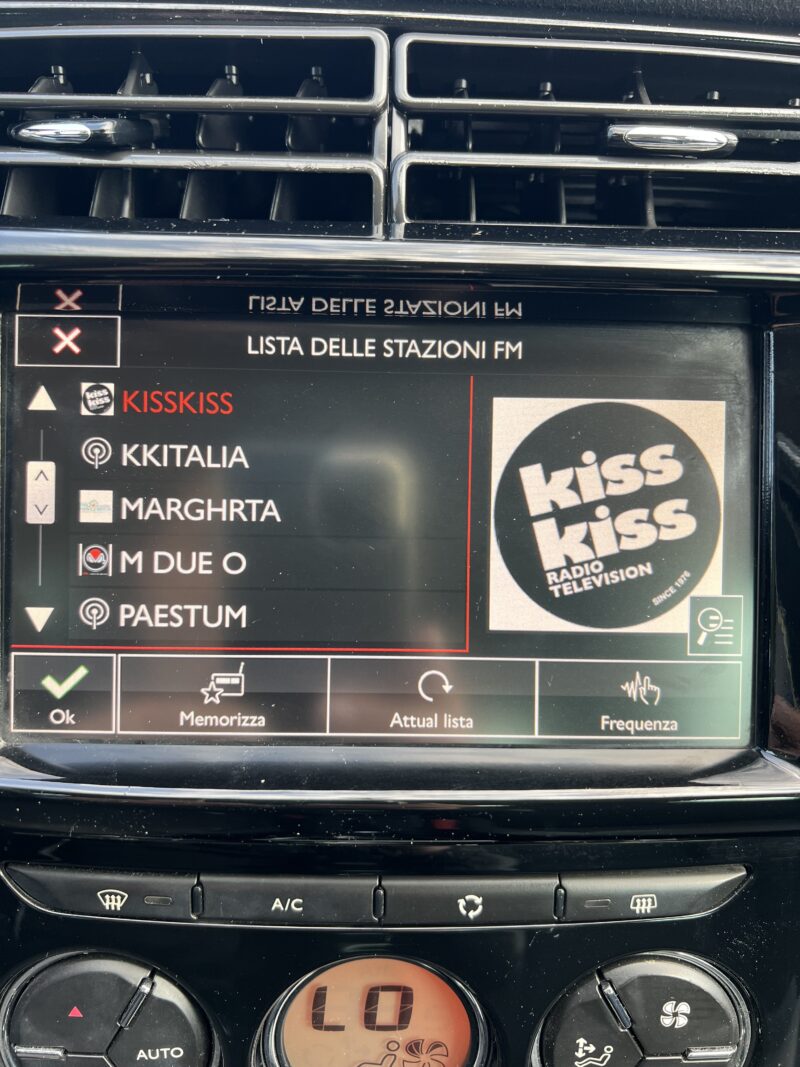 LISTA DELLE STAZIONI FM
LISTA DELLE STAZIONI FM
KISSKISS
KKITALIA
MARGHRTA
M DUE O
PAESTUM
kiss
kiss
RADIO
TELEVISION
SINCE 1976
Ok
Memorizza
Attual lista
Frequenza
A/C
AUTO
LO